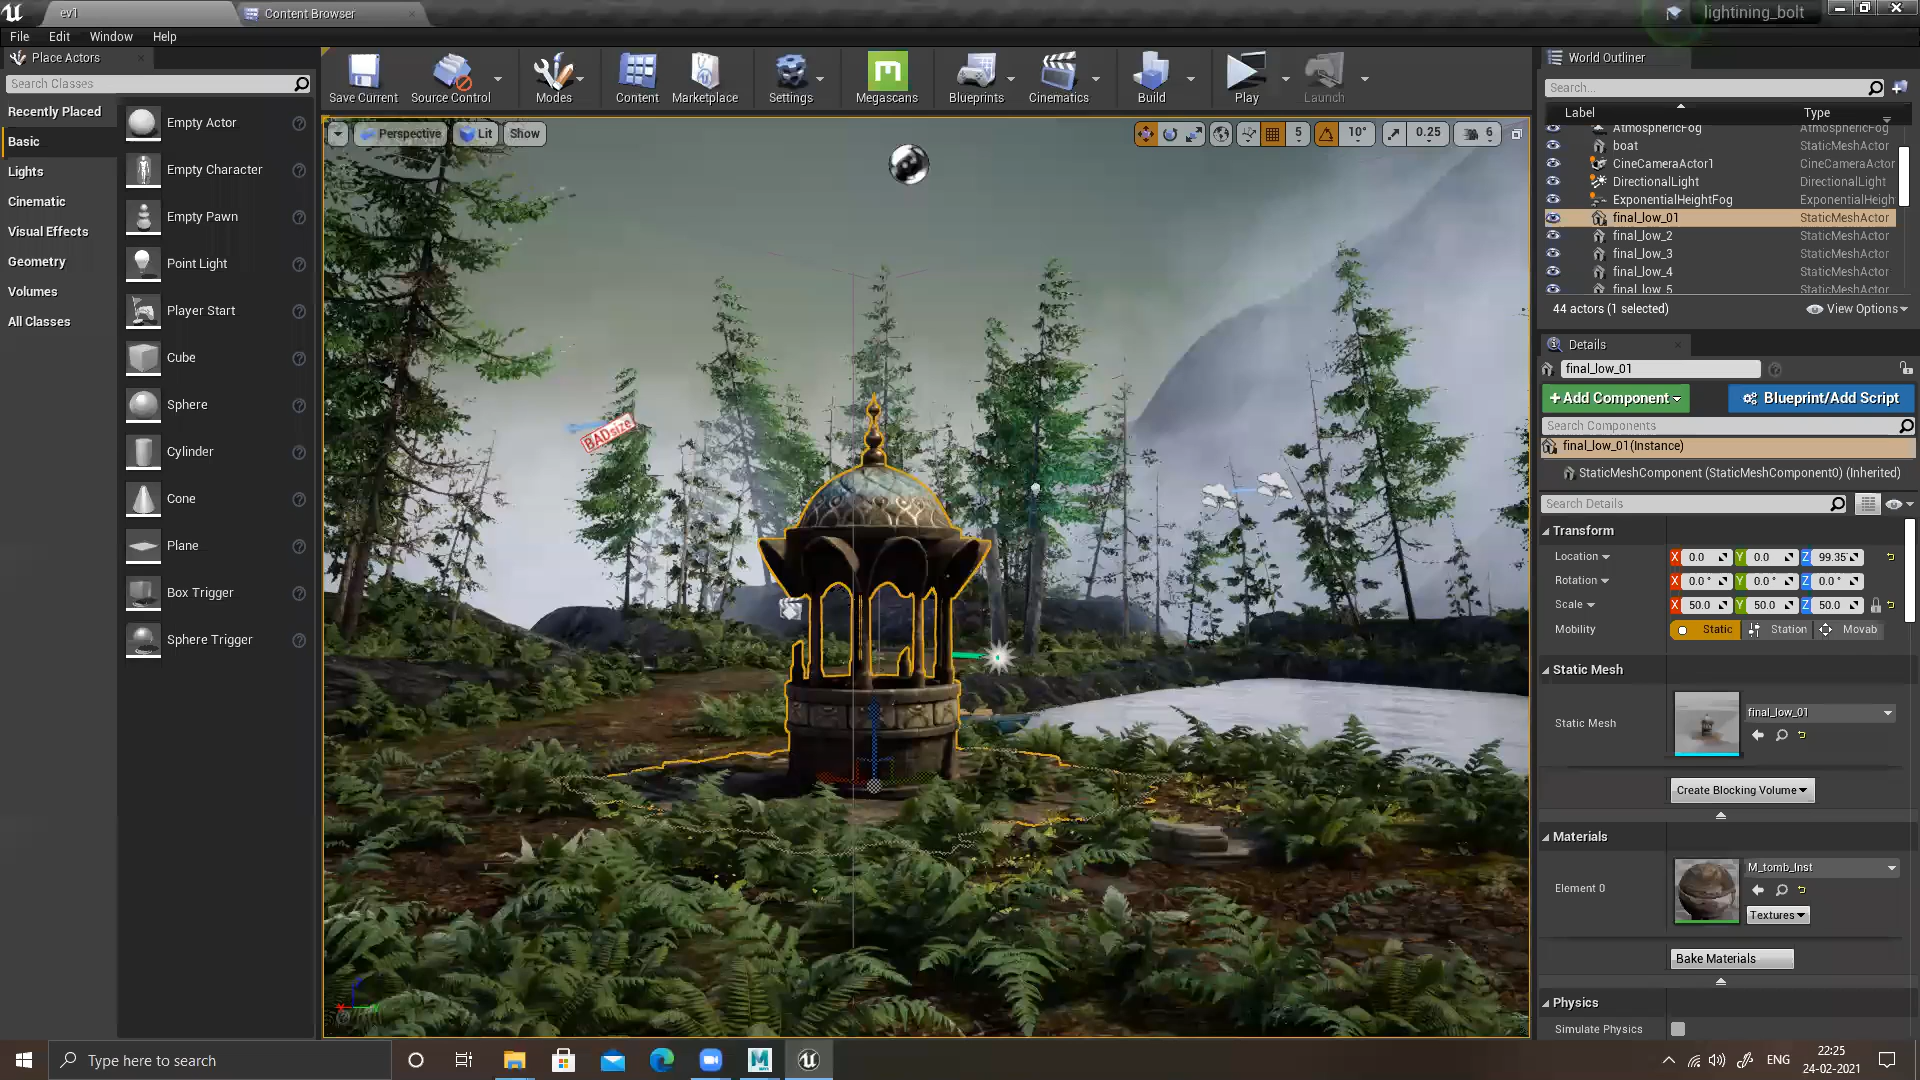 ev1
Content Browser
lightining_bolt
File Edit Window Help
Place Actors
Search Classes
Recently Placed
Basic
Lights
Cinematic
Visual Effects
Geometry
Volumes
All Classes
Empty Actor
Empty Character
Empty Pawn
Point Light
Player Start
Cube
Sphere
Cylinder
Cone
Plane
Box Trigger
Sphere Trigger
Save Current Source Control Modes Content Marketplace Settings Megascans Blueprints Cinematics Build Play Launch
Perspective Lit Show
5 10° 0.25 6
BADsize
World Outliner
Search...
Label Type
AtmosphericFog AtmosphericFog
boat StaticMeshActor
CineCameraActor1 CineCameraActor
DirectionalLight DirectionalLight
ExponentialHeightFog ExponentialHeigh
final_low_01 StaticMeshActor
final_low_2 StaticMeshActor
final_low_3 StaticMeshActor
final_low_4 StaticMeshActor
final_low_5 StaticMeshActor
44 actors (1 selected) View Options
Details
final_low_01
+Add Component Blueprint/Add Script
Search Components
final_low_01(Instance)
StaticMeshComponent (StaticMeshComponent0) (Inherited)
Search Details
Transform
Location X 0.0 Y 0.0 Z 99.35
Rotation X 0.0° Y 0.0° Z 0.0°
Scale X 50.0 Y 50.0 Z 50.0
Mobility Static Station Movab
Static Mesh
Static Mesh final_low_01
Create Blocking Volume
Materials
Element 0 M_tomb_Inst
Textures
Bake Materials
Physics
Simulate Physics
Type here to search
ENG
22:25
24-02-2021